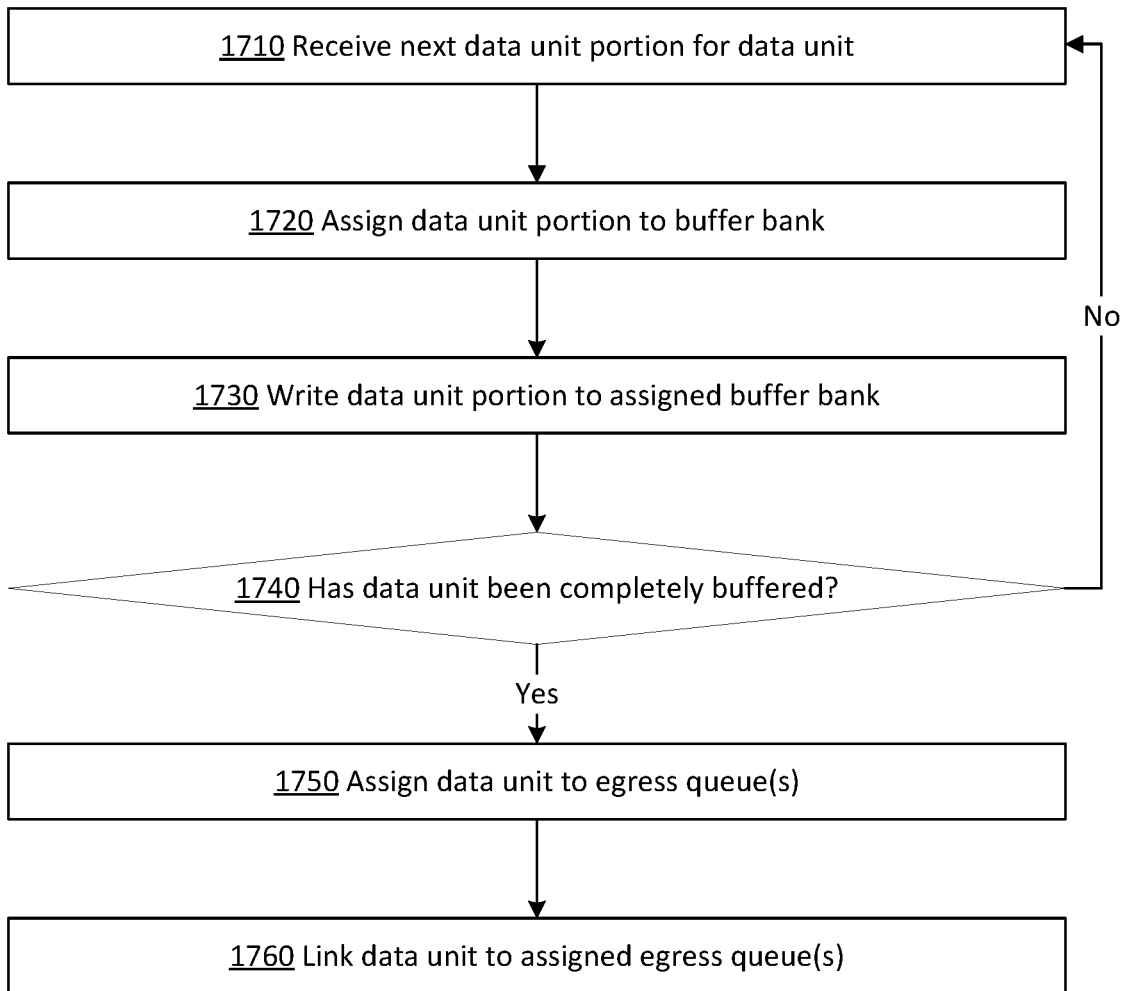 1710 Receive next data unit portion for data unit
1720 Assign data unit portion to buffer bank
No
1730 Write data unit portion to assigned buffer bank
1740 Has data unit been completely buffered?
Yes
1750 Assign data unit to egress queue(s)
1760 Link data unit to assigned egress queue(s)